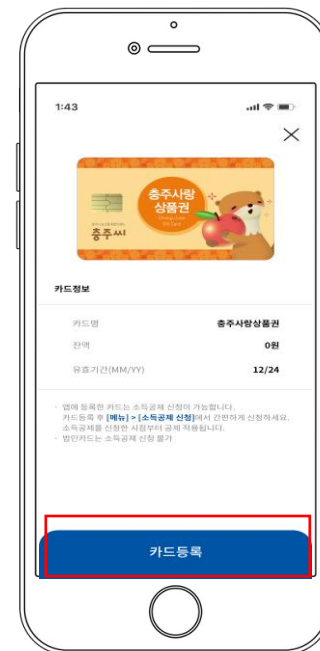 1:43
충주사랑
상품권
Chungju Love
Gift Card
충주씨
카드정보
카드명 충주사랑상품권
잔액 0원
유효기간(MM/YY) 12/24
· 앱에 등록한 카드는 소득공제 신청이 가능합니다.
카드등록 후 [메뉴] > [소득공제 신청]에서 간편하게 신청하세요.
소득공제를 신청한 시점부터 공제 적용됩니다.
· 법인카드는 소득공제 신청 불가
카드등록